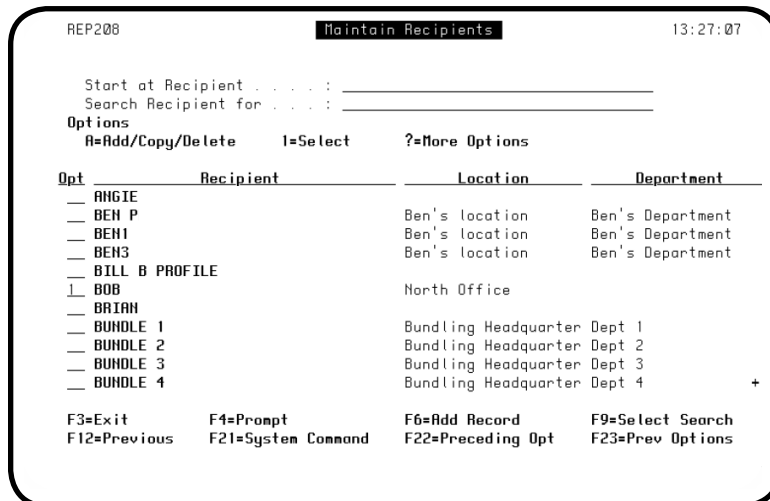 REP208 Maintain Recipients 13:27:07
Start at Recipient . . . . :
Search Recipient for . . . :
Options
A=Add/Copy/Delete 1=Select ?=More Options
Opt Recipient Location Department
ANGIE
BEN P Ben's location Ben's Department
BEN1 Ben's location Ben's Department
BEN3 Ben's location Ben's Department
BILL B PROFILE
1 BOB North Office
BRIAN
BUNDLE 1 Bundling Headquarter Dept 1
BUNDLE 2 Bundling Headquarter Dept 2
BUNDLE 3 Bundling Headquarter Dept 3
BUNDLE 4 Bundling Headquarter Dept 4 +
F3=Exit F4=Prompt F6=Add Record F9=Select Search
F12=Previous F21=System Command F22=Preceding Opt F23=Prev Options